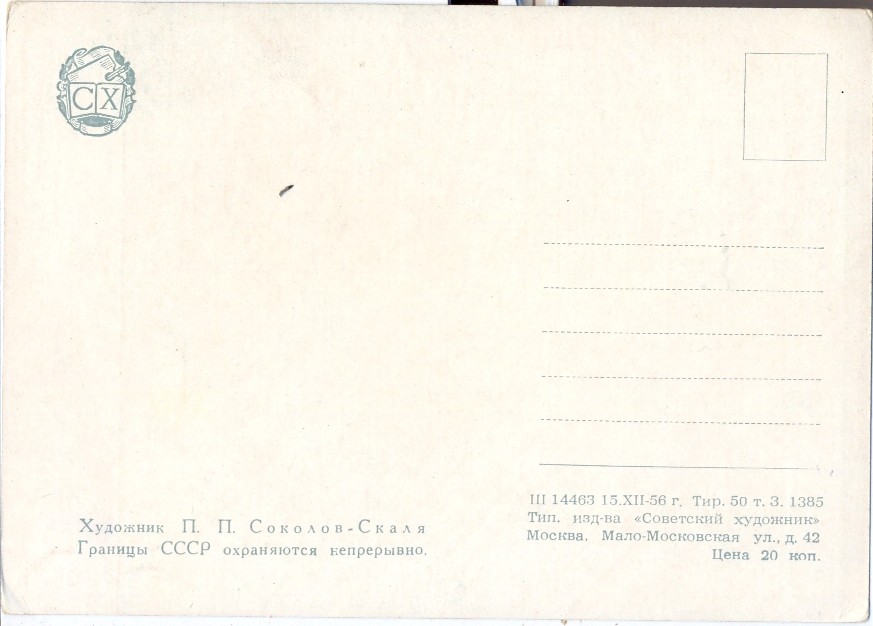 СХ
Художник П. П. Соколов-Скаля
Границы СССР охраняются непрерывно.
Ш 14463 15.XII-56 г. Тир. 50 т. З. 1385
Тип. изд-ва «Советский художник»
Москва, Мало-Московская ул., д. 42
Цена 20 коп.